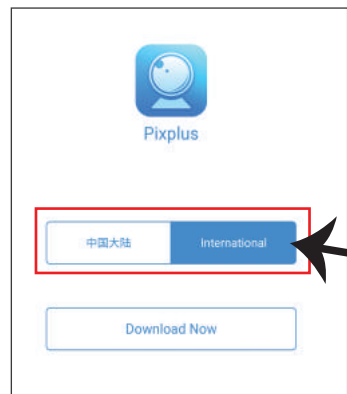 Pixplus
中国大陆 International
Download Now